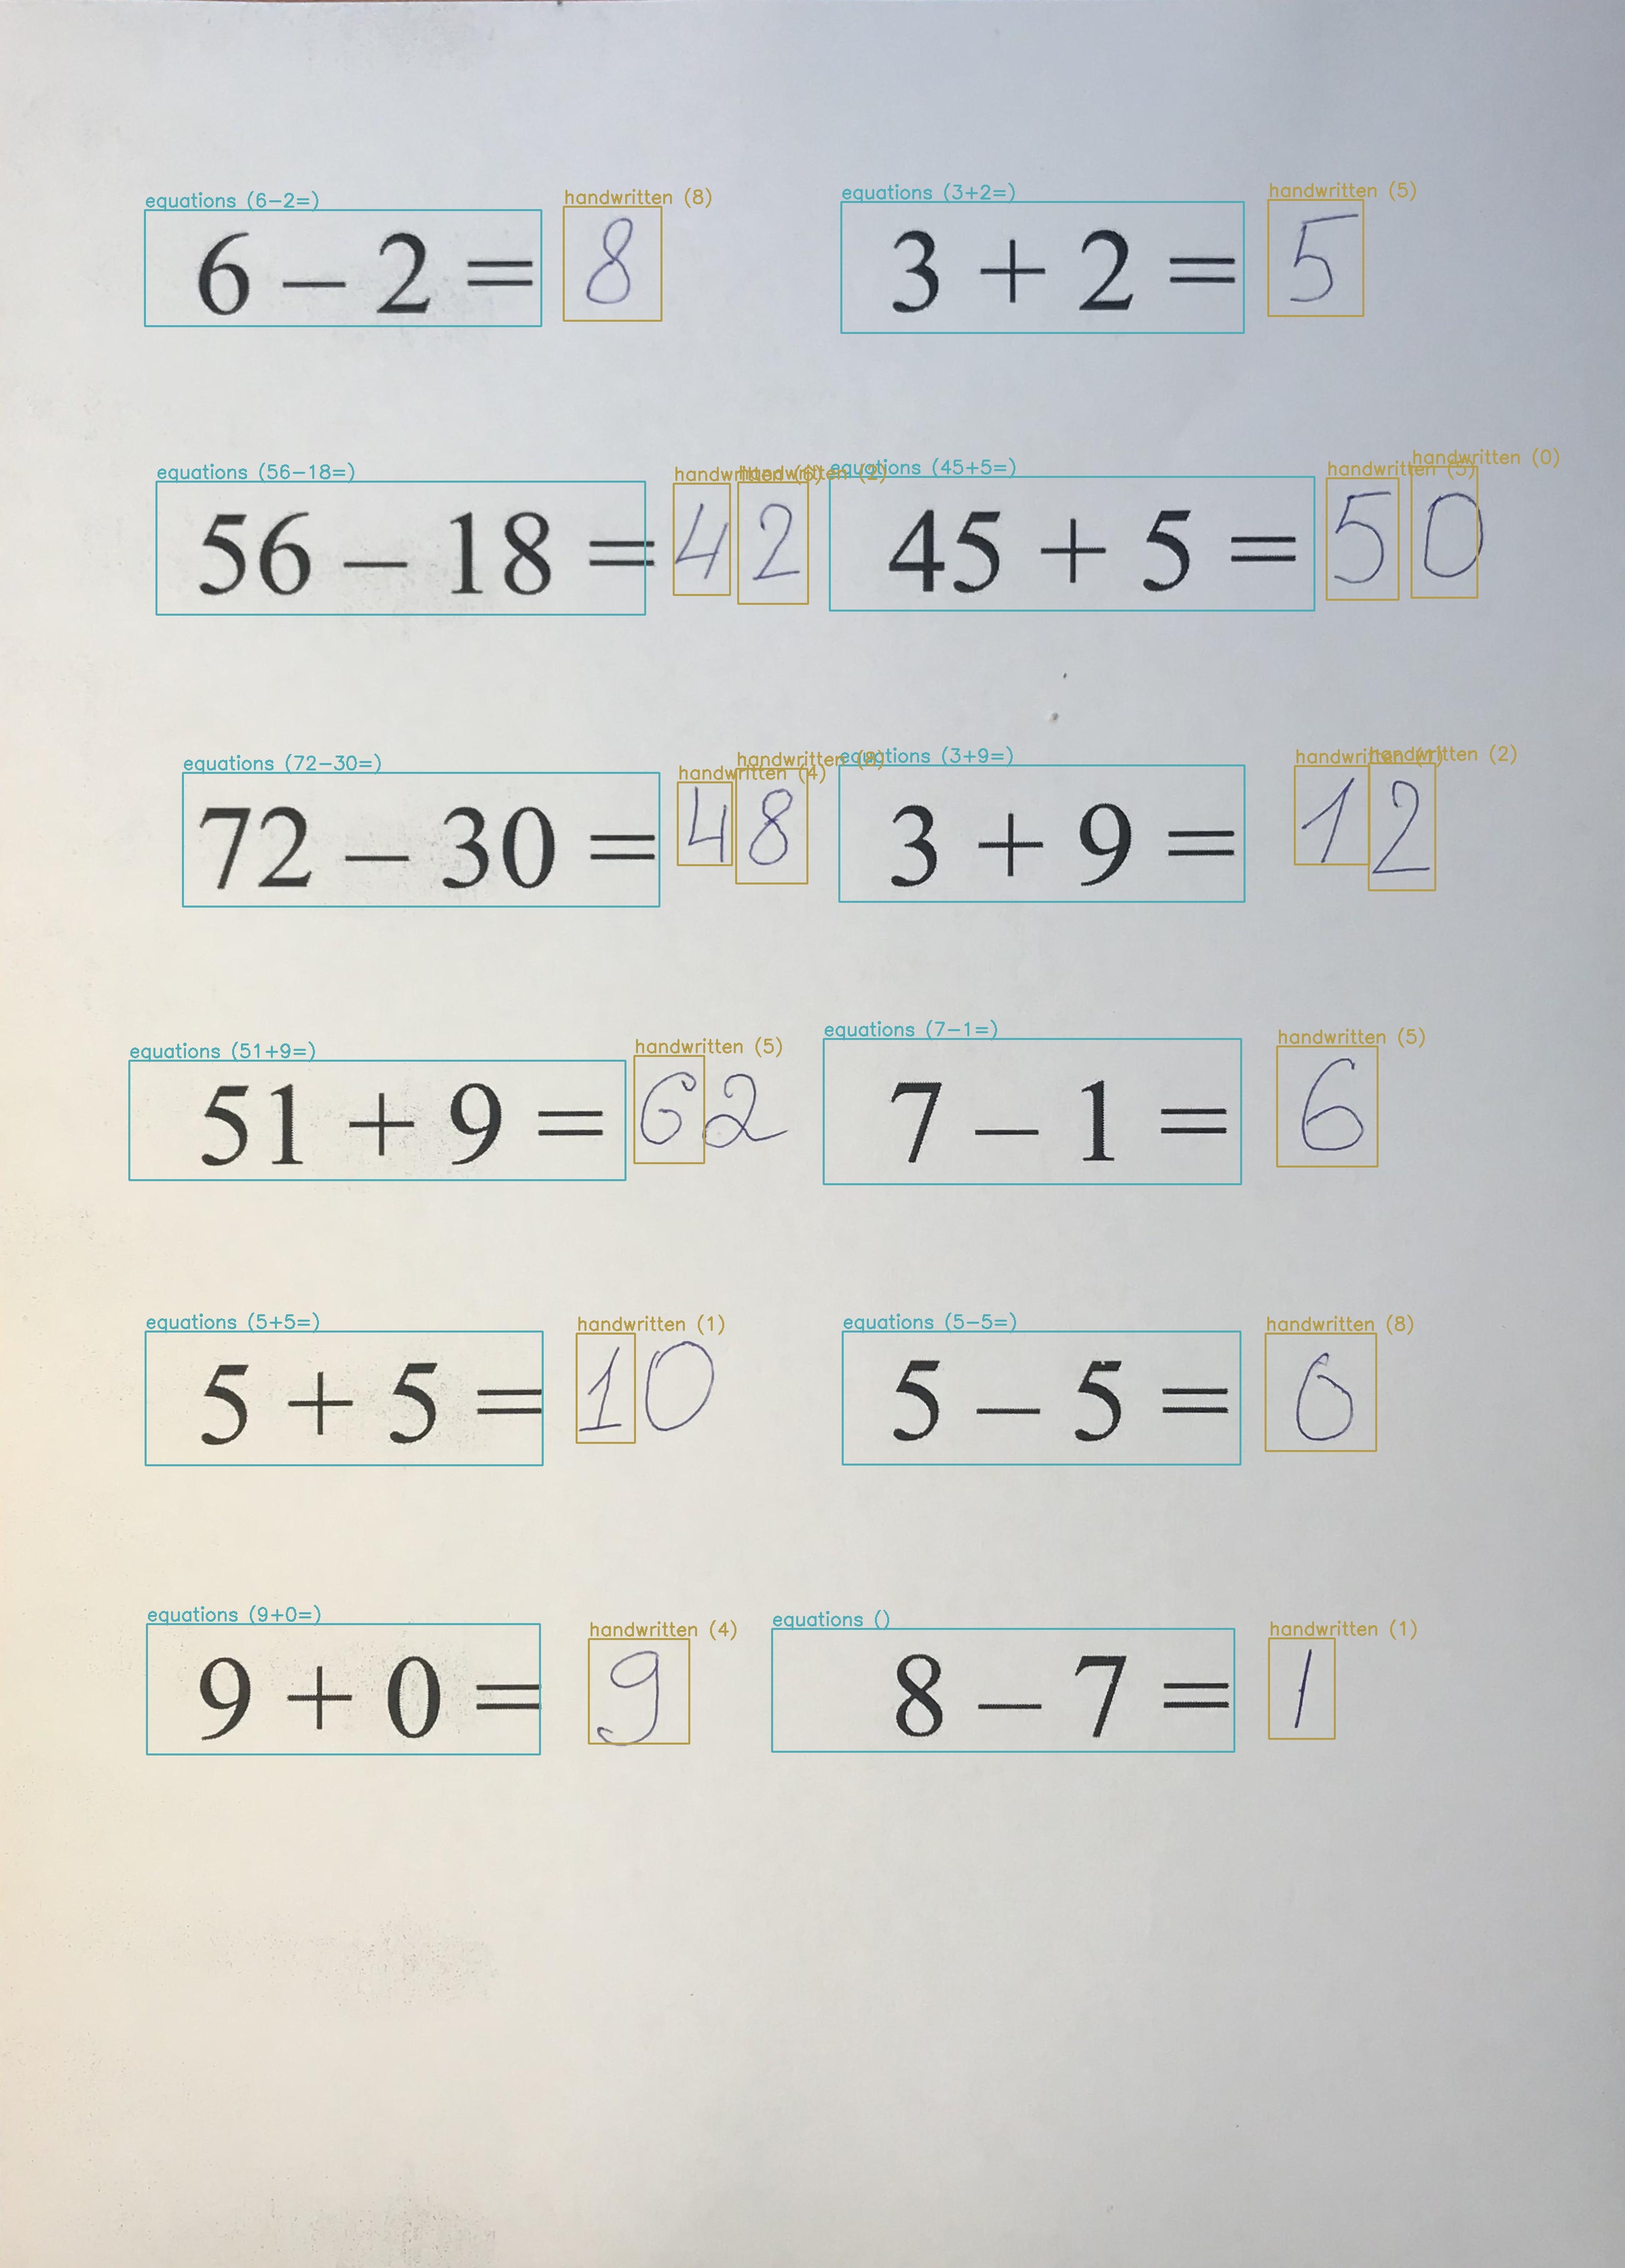 equations (6-2=) handwritten (8) equations (3+2=) handwritten (5)
6 – 2 = 8 3 + 2 = 5
equations (56-18=) handwritten (6) handwritten (2) equations (45+5=) handwritten (5) handwritten (0)
56 – 18 = 42 45 + 5 = 50
equations (72-30=) handwritten (4) handwritten (8) equations (3+9=) handwritten (1) handwritten (2)
72 – 30 = 48 3 + 9 = 12
equations (51+9=) handwritten (5) equations (7-1=) handwritten (5)
51 + 9 = 62 7 – 1 = 6
equations (5+5=) handwritten (1) equations (5-5=) handwritten (8)
5 + 5 = 10 5 – 5 = 0
equations (9+0=) handwritten (4) equations () handwritten (1)
9 + 0 = 9 8 – 7 = 1